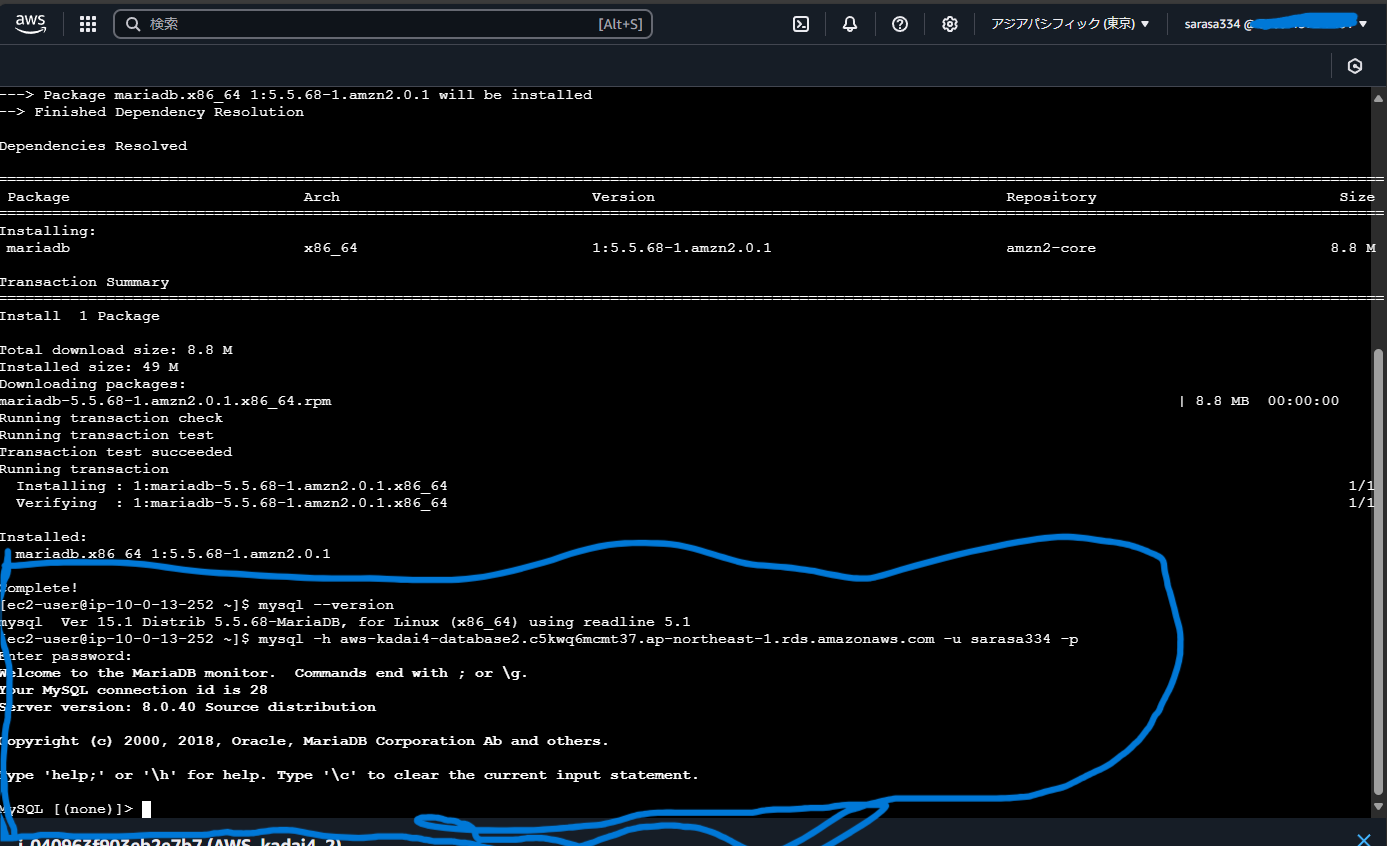 aws 検索 [Alt+S] アジアパシフィック (東京) sarasa334 @
---> Package mariadb.x86_64 1:5.5.68-1.amzn2.0.1 will be installed
--> Finished Dependency Resolution
Dependencies Resolved
Package Arch Version Repository Size
Installing:
mariadb x86_64 1:5.5.68-1.amzn2.0.1 amzn2-core 8.8 M
Transaction Summary
Install 1 Package
Total download size: 8.8 M
Installed size: 49 M
Downloading packages:
mariadb-5.5.68-1.amzn2.0.1.x86_64.rpm | 8.8 MB 00:00:00
Running transaction check
Running transaction test
Transaction test succeeded
Running transaction
Installing : 1:mariadb-5.5.68-1.amzn2.0.1.x86_64 1/1
Verifying : 1:mariadb-5.5.68-1.amzn2.0.1.x86_64 1/1
Installed:
mariadb.x86_64 1:5.5.68-1.amzn2.0.1
Complete!
[ec2-user@ip-10-0-13-252 ~]$ mysql --version
mysql Ver 15.1 Distrib 5.5.68-MariaDB, for Linux (x86_64) using readline 5.1
[ec2-user@ip-10-0-13-252 ~]$ mysql -h aws-kadai4-database2.c5kwq6mcmt37.ap-northeast-1.rds.amazonaws.com -u sarasa334 -p
Enter password:
Welcome to the MariaDB monitor. Commands end with ; or \g.
Your MySQL connection id is 28
Server version: 8.0.40 Source distribution
Copyright (c) 2000, 2018, Oracle, MariaDB Corporation Ab and others.
Type 'help;' or '\h' for help. Type '\c' to clear the current input statement.
MySQL [(none)]>
(AWS_kadai4_2)